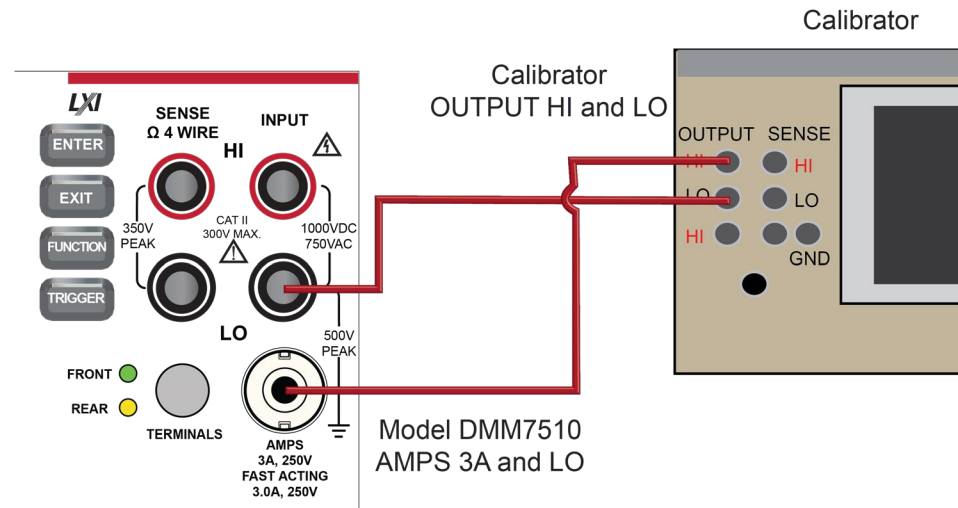 Calibrator
Calibrator
OUTPUT HI and LO
LXI
SENSE
Ω 4 WIRE
INPUT
HI
ENTER
EXIT
FUNCTION
TRIGGER
350V
PEAK
CAT II
300V MAX.
1000VDC
750VAC
LO
500V
PEAK
FRONT
REAR
TERMINALS
AMPS
3A, 250V
FAST ACTING
3.0A, 250V
Model DMM7510
AMPS 3A and LO
OUTPUT SENSE
HI HI
LO LO
HI
GND